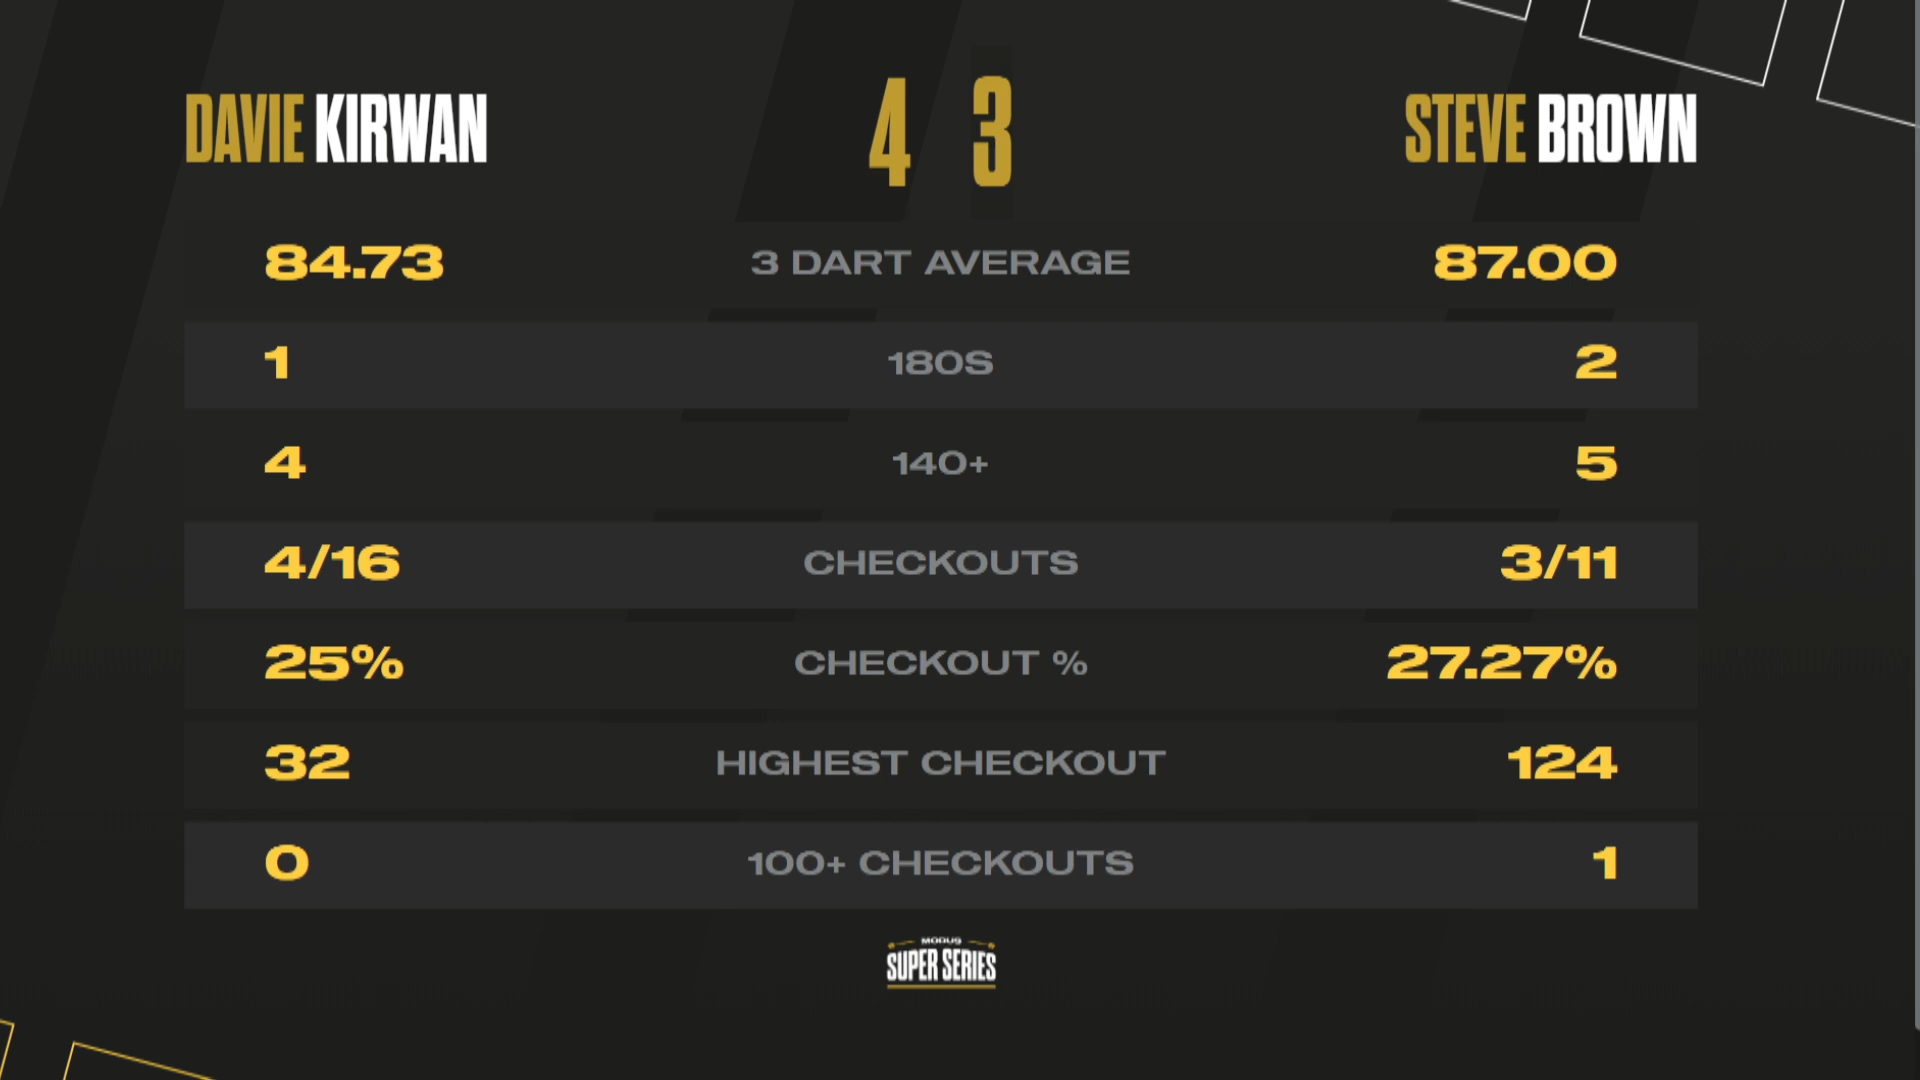 DAVIE KIRWAN 4 3 STEVE BROWN
84.73 3 DART AVERAGE 87.00
1 180S 2
4 140+ 5
4/16 CHECKOUTS 3/11
25% CHECKOUT % 27.27%
32 HIGHEST CHECKOUT 124
0 100+ CHECKOUTS 1
MODUS
SUPER SERIES